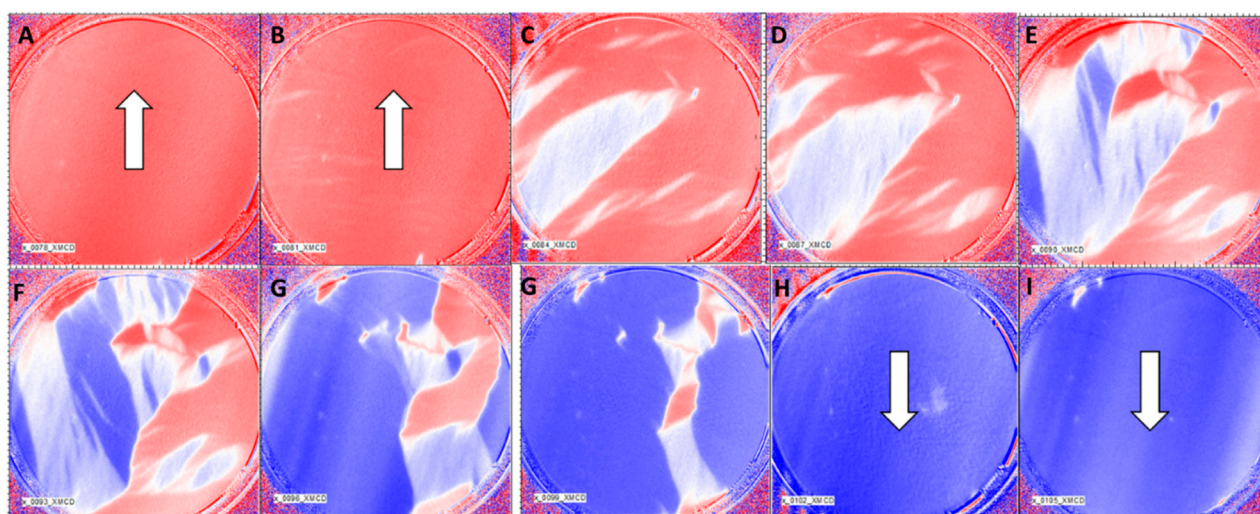 A
B
C
D
E
x_0078_XMCD
x_0081_XMCD
x_0084_XMCD
x_0087_XMCD
x_0090_XMCD
F
G
G
H
I
x_0093_XMCD
x_0096_XMCD
x_0099_XMCD
x_0102_XMCD
x_0105_XMCD